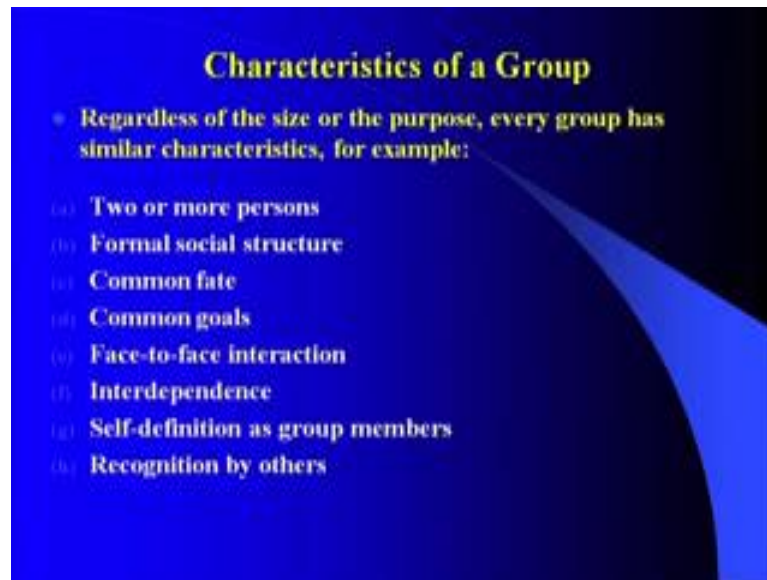 Characteristics of a Group
Regardless of the size or the purpose, every group has
similar characteristics, for example:
(a) Two or more persons
(b) Formal social structure
(c) Common fate
(d) Common goals
(e) Face-to-face interaction
(f) Interdependence
(g) Self-definition as group members
(h) Recognition by others